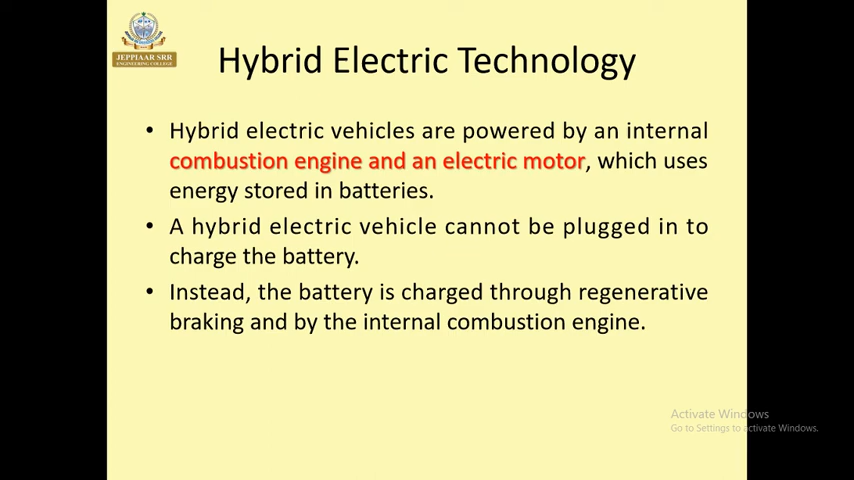 JEPPIAAR SRR
ENGINEERING COLLEGE
Hybrid Electric Technology
• Hybrid electric vehicles are powered by an internal
combustion engine and an electric motor, which uses
energy stored in batteries.
• A hybrid electric vehicle cannot be plugged in to
charge the battery.
• Instead, the battery is charged through regenerative
braking and by the internal combustion engine.
Activate Windows
Go to Settings to activate Windows.